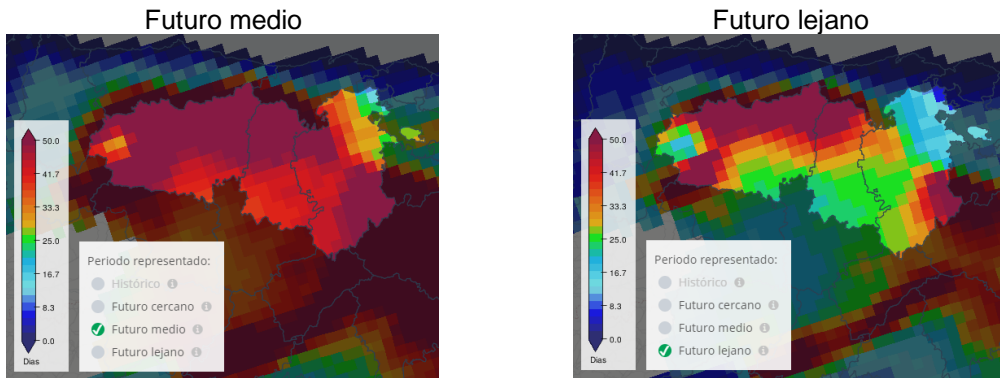 Futuro medio
50.0
41.7
33.3
25.0
16.7
8.3
0.0
Dias
Periodo representado:
Histórico
Futuro cercano
Futuro medio
Futuro lejano
Futuro lejano
50.0
41.7
33.3
25.0
16.7
8.3
0.0
Dias
Periodo representado:
Histórico
Futuro cercano
Futuro medio
Futuro lejano